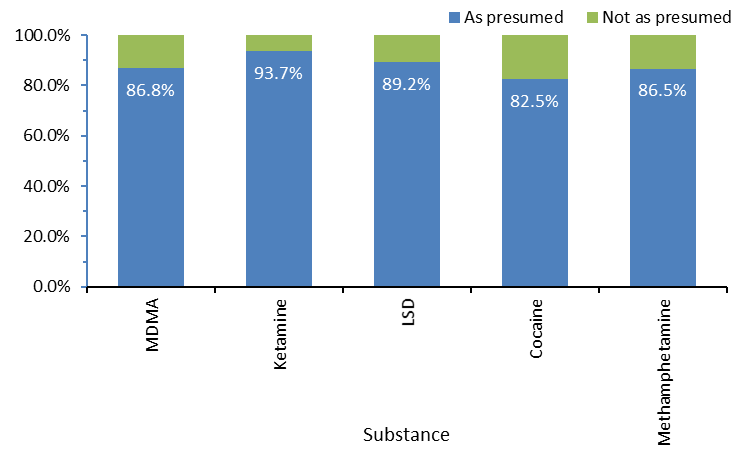 As presumed
Not as presumed
100.0%
80.0%
60.0%
40.0%
20.0%
0.0%
86.8%
93.7%
89.2%
82.5%
86.5%
MDMA
Ketamine
LSD
Cocaine
Methamphetamine
Substance